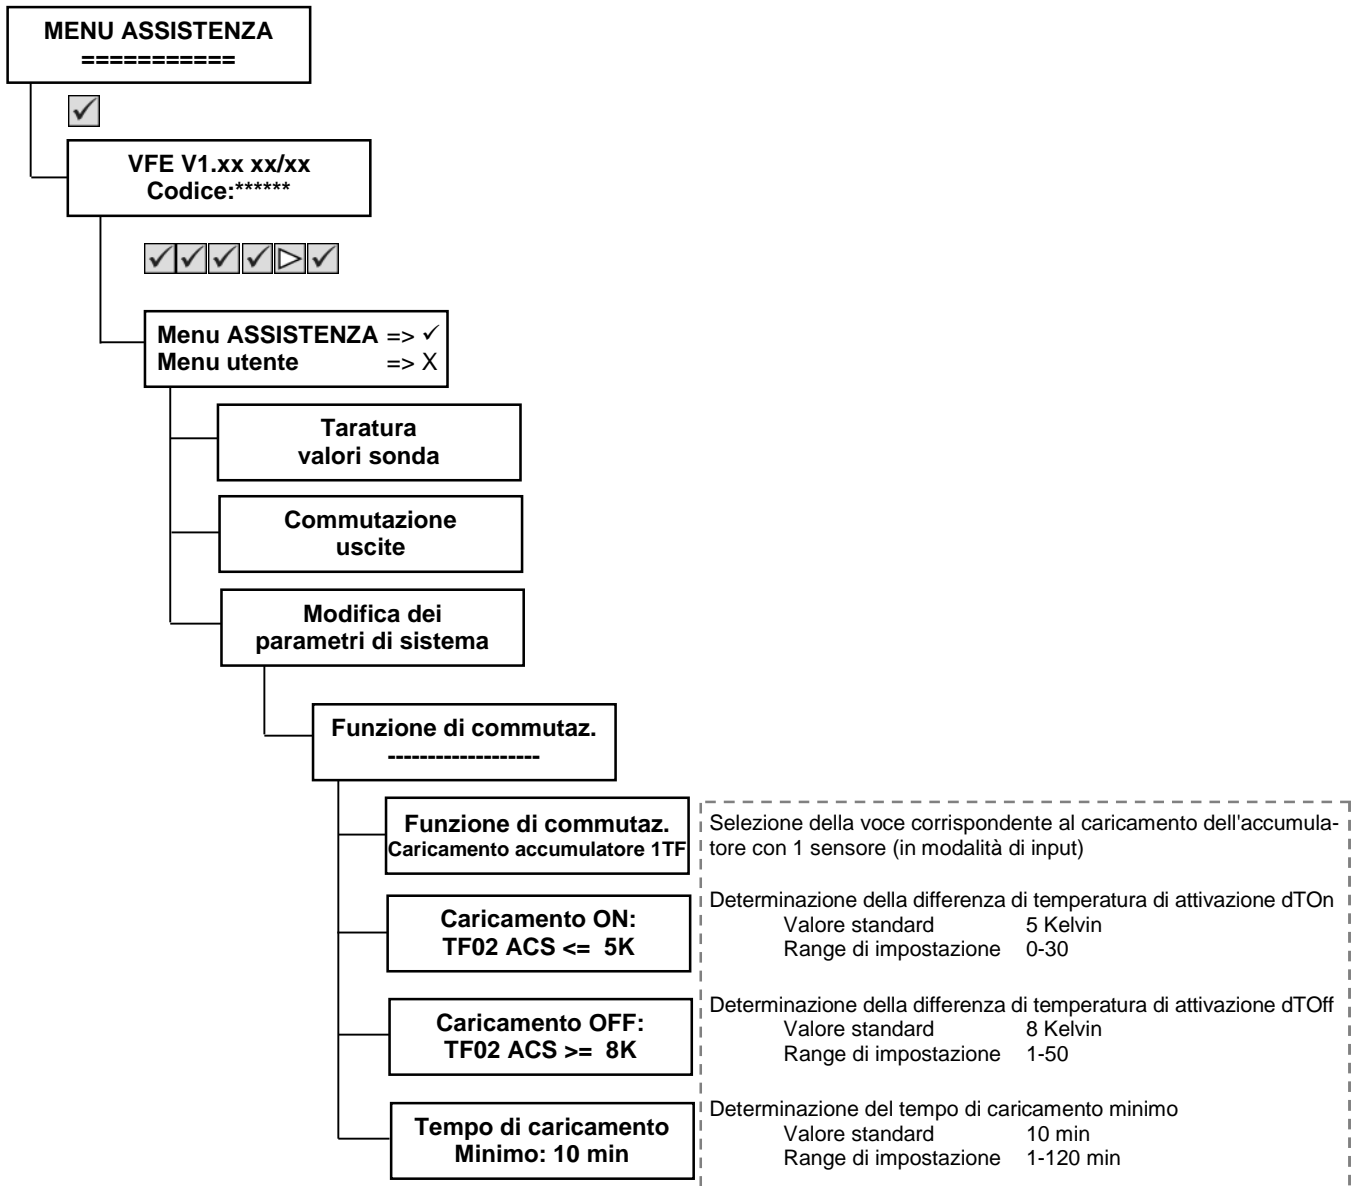 MENU ASSISTENZA
===========
VFE V1.xx xx/xx
Codice:******
Menu ASSISTENZA => ✓
Menu utente => X
Taratura
valori sonda
Commutazione
uscite
Modifica dei
parametri di sistema
Funzione di commutaz.
-------------------
Funzione di commutaz.
Caricamento accumulatore 1TF
Selezione della voce corrispondente al caricamento dell'accumula-
tore con 1 sensore (in modalità di input)
Caricamento ON:
TF02 ACS <= 5K
Determinazione della differenza di temperatura di attivazione dTOn
Valore standard 5 Kelvin
Range di impostazione 0-30
Caricamento OFF:
TF02 ACS >= 8K
Determinazione della differenza di temperatura di attivazione dTOff
Valore standard 8 Kelvin
Range di impostazione 1-50
Tempo di caricamento
Minimo: 10 min
Determinazione del tempo di caricamento minimo
Valore standard 10 min
Range di impostazione 1-120 min